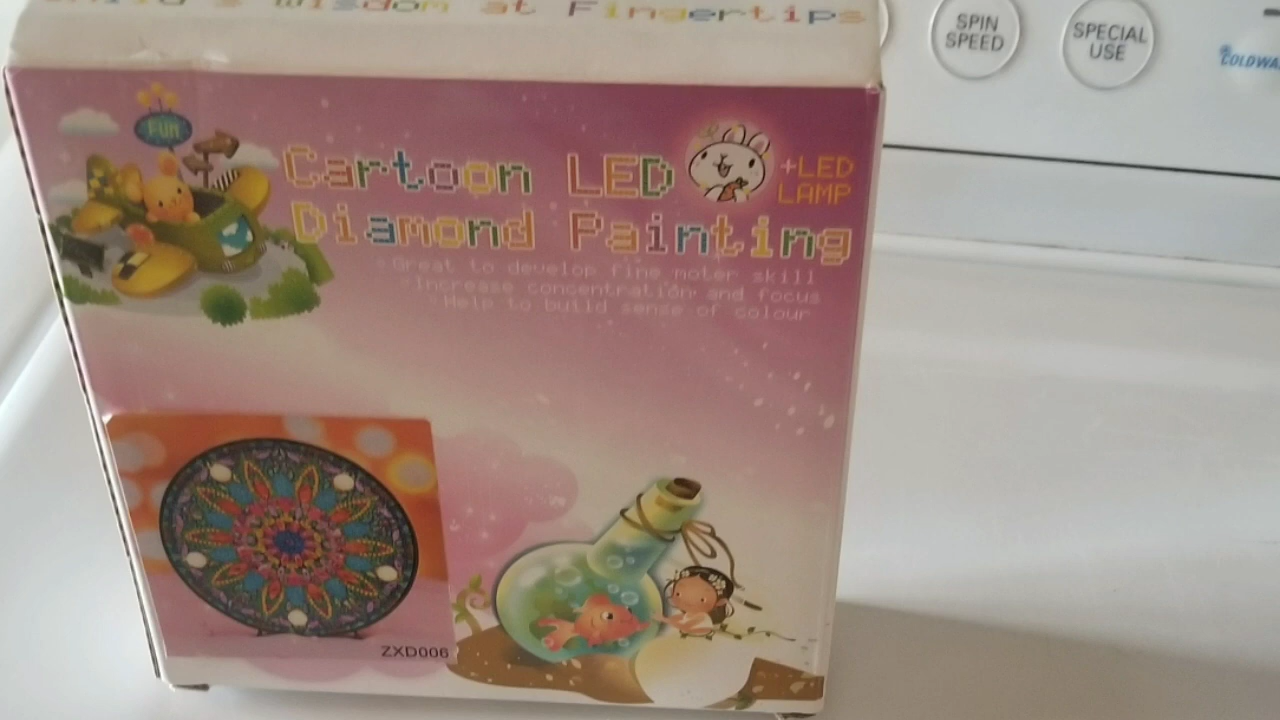 Wisdom at Fingertips
FUN
Cartoon LED
+LED
LAMP
Diamond Painting
Great to develop fine moter skill
Increase concentration and focus
Help to build sense of colour
ZXD006
SPIN
SPEED
SPECIAL
USE